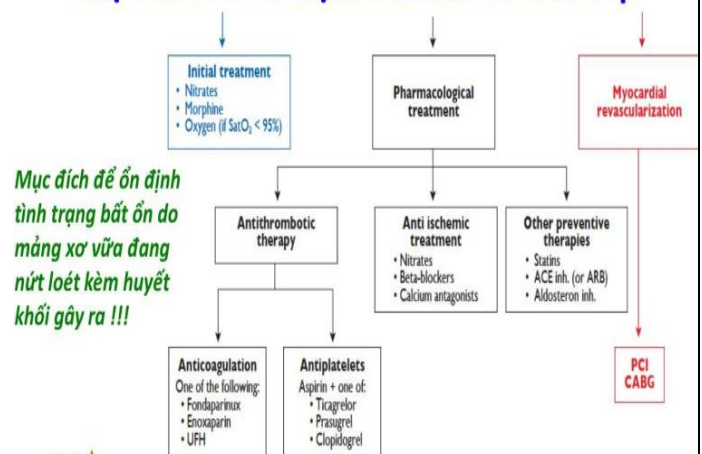 Initial treatment
• Nitrates
• Morphine
• Oxygen (if SatO₂ < 95%)
Pharmacological
treatment
Myocardial
revascularization
Mục đích để ổn định
tình trạng bất ổn do
mảng xơ vữa đang
nứt loét kèm huyết
khối gây ra !!!
Antithrombotic
therapy
Anti ischemic
treatment
• Nitrates
• Beta-blockers
• Calcium antagonists
Other preventive
therapies
• Statins
• ACE inh. (or ARB)
• Aldosteron inh.
Anticoagulation
One of the following:
• Fondaparinux
• Enoxaparin
• UFH
Antiplatelets
Aspirin + one of:
• Ticagrelor
• Prasugrel
• Clopidogrel
PCI
CABG